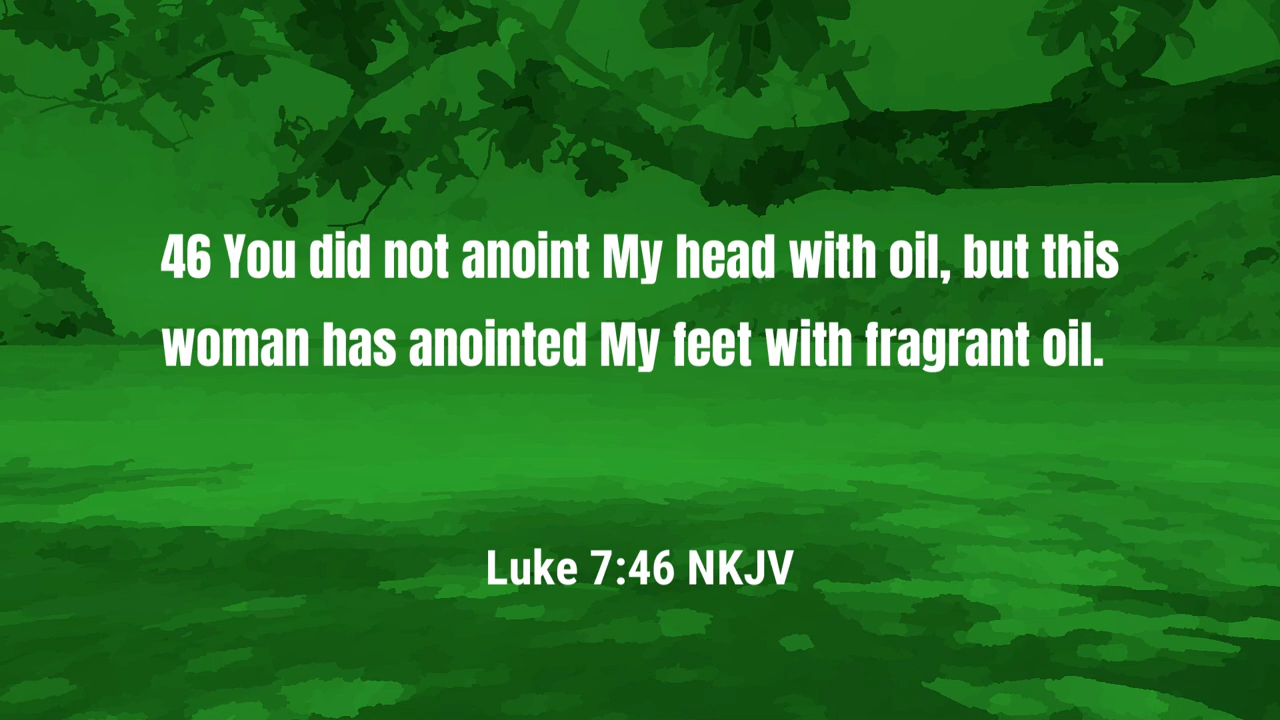 46 You did not anoint My head with oil, but this
woman has anointed My feet with fragrant oil.
Luke 7:46 NKJV